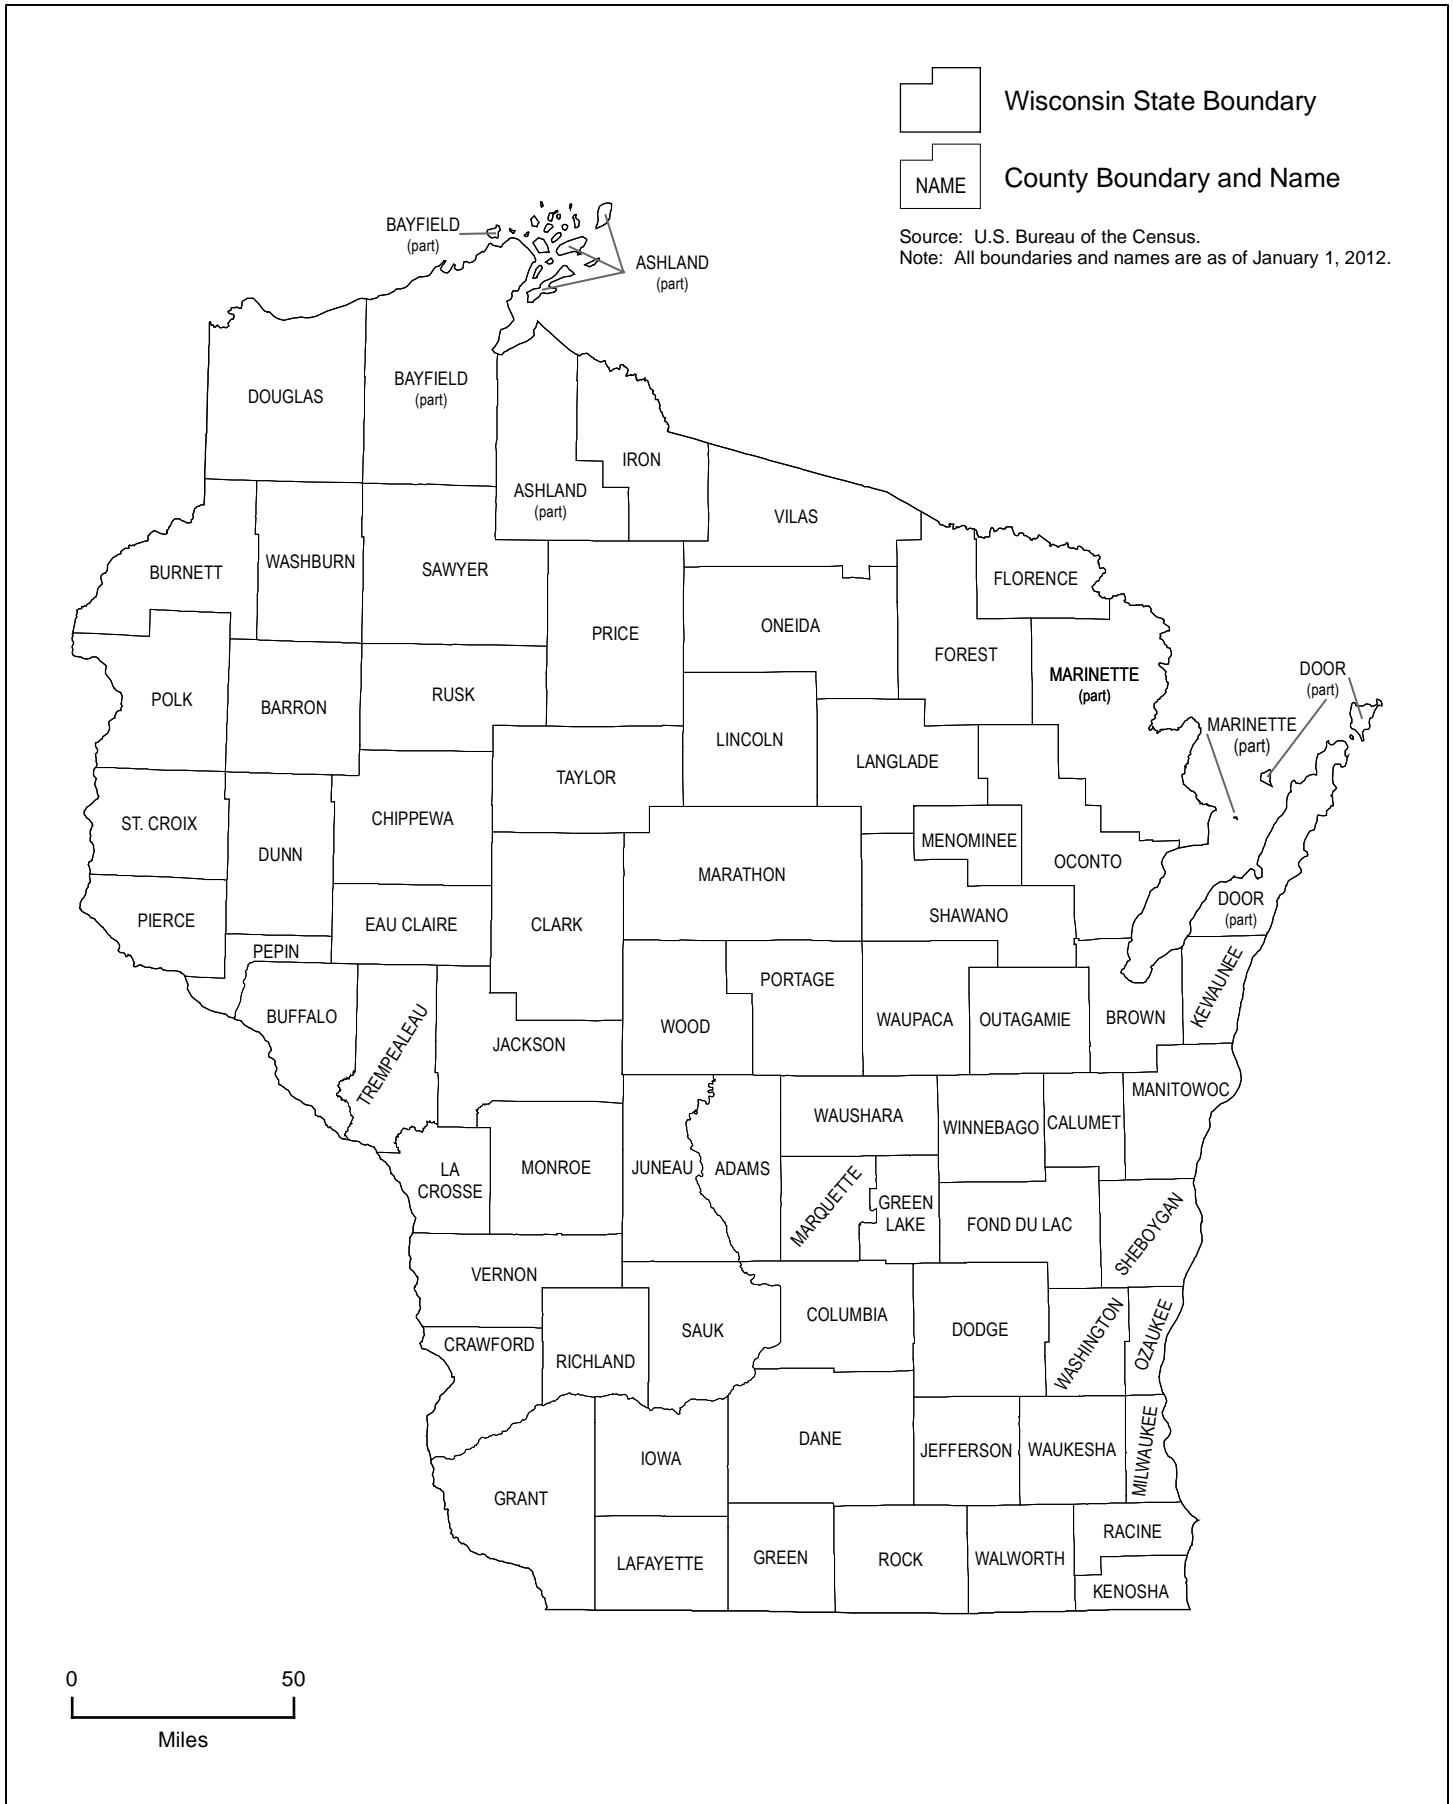 Wisconsin State Boundary
NAME
County Boundary and Name
Source: U.S. Bureau of the Census.
Note: All boundaries and names are as of January 1, 2012.
BAYFIELD
(part)
ASHLAND
(part)
DOUGLAS
BAYFIELD
(part)
IRON
ASHLAND
(part)
VILAS
BURNETT
WASHBURN
SAWYER
FLORENCE
PRICE
ONEIDA
FOREST
MARINETTE
(part)
DOOR
(part)
POLK
BARRON
RUSK
MARINETTE
(part)
LINCOLN
LANGLADE
TAYLOR
ST. CROIX
CHIPPEWA
DUNN
MENOMINEE
OCONTO
MARATHON
PIERCE
EAU CLAIRE
CLARK
SHAWANO
DOOR
(part)
PEPIN
PORTAGE
KEWAUNEE
BUFFALO
TREMPEALEAU
JACKSON
WOOD
WAUPACA
OUTAGAMIE
BROWN
MANITOWOC
WAUSHARA
WINNEBAGO
CALUMET
LA
CROSSE
MONROE
JUNEAU
ADAMS
MARQUETTE
GREEN
LAKE
FOND DU LAC
SHEBOYGAN
VERNON
COLUMBIA
SAUK
DODGE
WASHINGTON
OZAUKEE
CRAWFORD
RICHLAND
DANE
IOWA
JEFFERSON
WAUKESHA
MILWAUKEE
GRANT
RACINE
LAFAYETTE
GREEN
ROCK
WALWORTH
KENOSHA
0
50
Miles